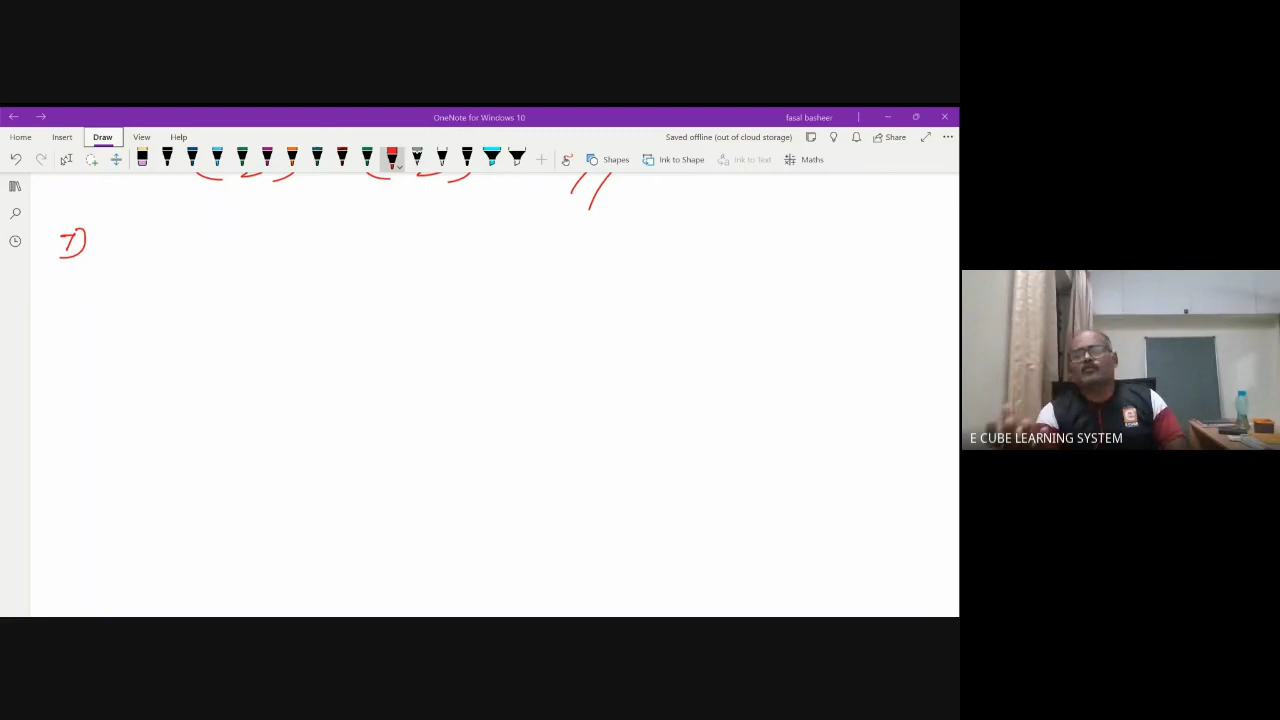 OneNote for Windows 10
fasal basheer
Home Insert Draw View Help
Saved offline (out of cloud storage)
Share
Shapes
Ink to Shape
Ink to Text
Maths
7)
E CUBE LEARNING SYSTEM